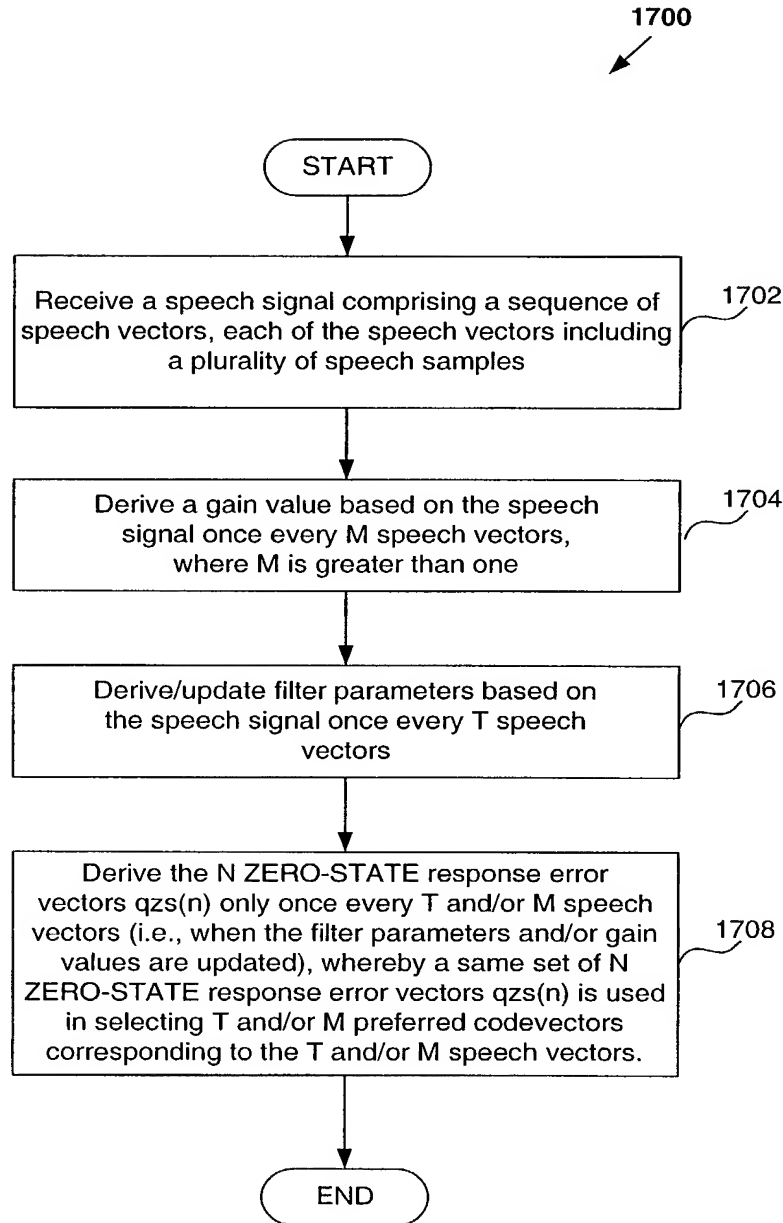 1700
START
Receive a speech signal comprising a sequence of
speech vectors, each of the speech vectors including
a plurality of speech samples
1702
Derive a gain value based on the speech
signal once every M speech vectors,
where M is greater than one
1704
Derive/update filter parameters based on
the speech signal once every T speech
vectors
1706
Derive the N ZERO-STATE response error
vectors qzs(n) only once every T and/or M speech
vectors (i.e., when the filter parameters and/or gain
values are updated), whereby a same set of N
ZERO-STATE response error vectors qzs(n) is used
in selecting T and/or M preferred codevectors
corresponding to the T and/or M speech vectors.
1708
END